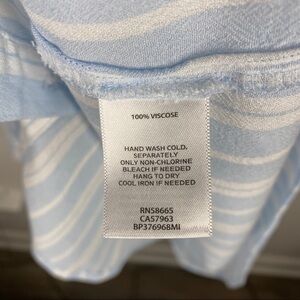 100% VISCOSE
HAND WASH COLD,
SEPARATELY
ONLY NON-CHLORINE
BLEACH IF NEEDED
HANG TO DRY
COOL IRON IF NEEDED
RN58665
CA57963
BP376968MI